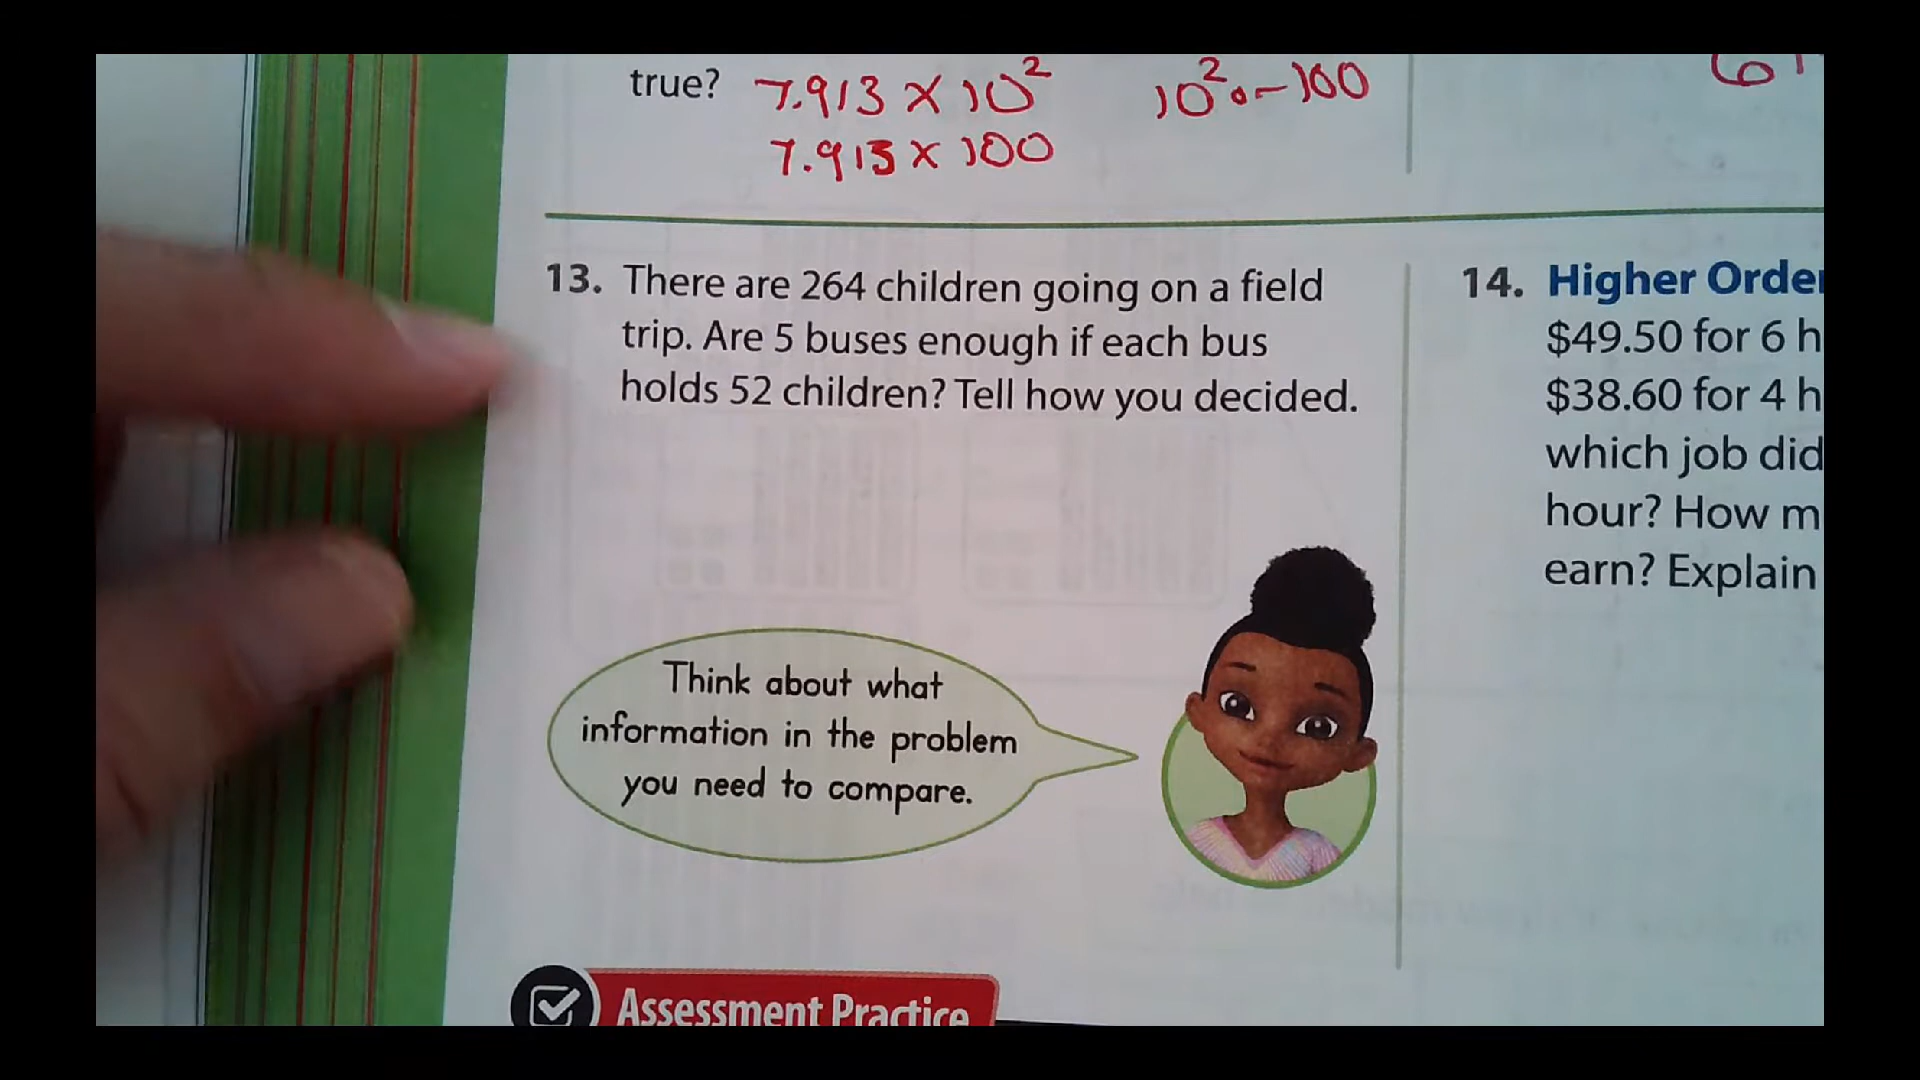 true? 7.913 × 10² 10² = 100
7.913 × 100
13. There are 264 children going on a field
trip. Are 5 buses enough if each bus
holds 52 children? Tell how you decided.
14. Higher Order
$49.50 for 6 h
$38.60 for 4 h
which job did
hour? How m
earn? Explain
Think about what
information in the problem
you need to compare.
Assessment Practice